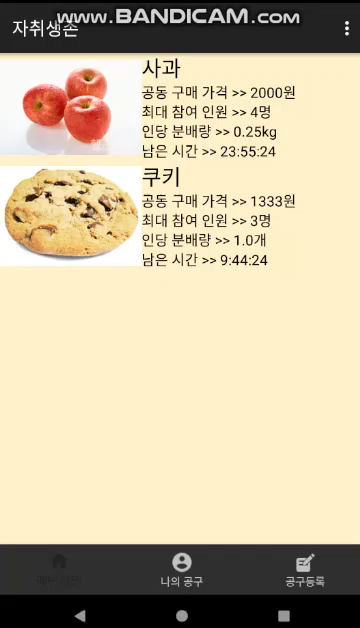 www.BANDICAM.com
자취생존
사과
공동 구매 가격 >> 2000원
최대 참여 인원 >> 4명
인당 분배량 >> 0.25kg
남은 시간 >> 23:55:24
쿠키
공동 구매 가격 >> 1333원
최대 참여 인원 >> 3명
인당 분배량 >> 1.0개
남은 시간 >> 9:44:24
나의 공구
공구등록